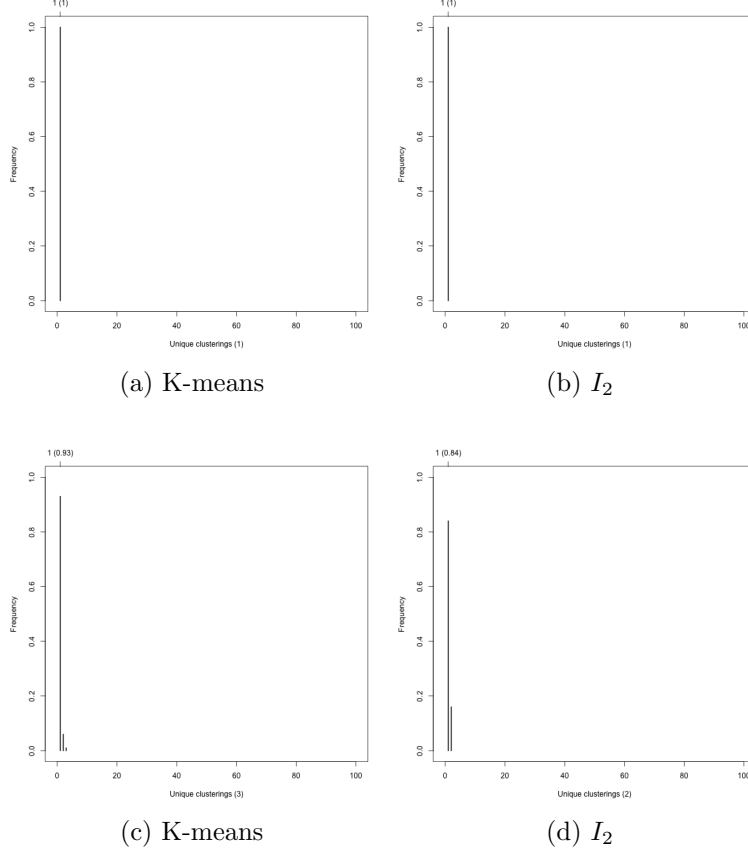 1 (1)
1.0
0.8
0.6
0.4
0.2
0.0
Frequency
0 20 40 60 80 100
Unique clusterings (1)
(a) K-means
1 (1)
1.0
0.8
0.6
0.4
0.2
0.0
Frequency
0 20 40 60 80 100
Unique clusterings (1)
(b) I₂
1 (0.93)
1.0
0.8
0.6
0.4
0.2
0.0
Frequency
0 20 40 60 80 100
Unique clusterings (3)
(c) K-means
1 (0.84)
1.0
0.8
0.6
0.4
0.2
0.0
Frequency
0 20 40 60 80 100
Unique clusterings (2)
(d) I₂